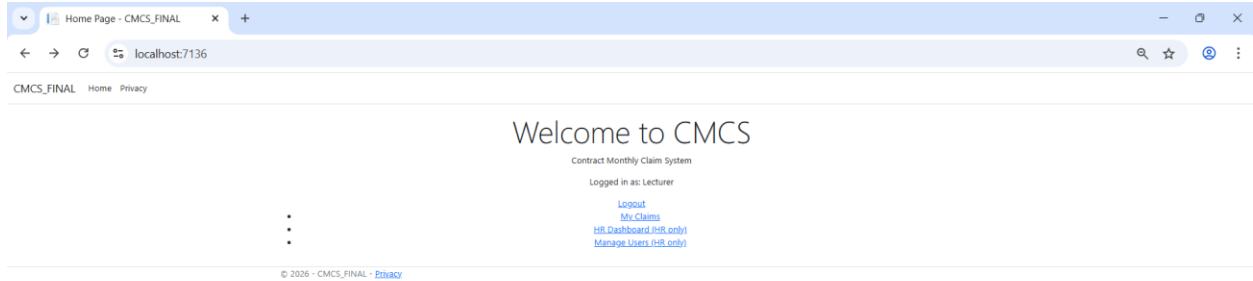 Home Page - CMCS_FINAL
localhost:7136
CMCS_FINAL Home Privacy
Welcome to CMCS
Contract Monthly Claim System
Logged in as: Lecturer
Logout
My Claims
HR Dashboard (HR only)
Manage Users (HR only)
© 2026 - CMCS_FINAL - Privacy